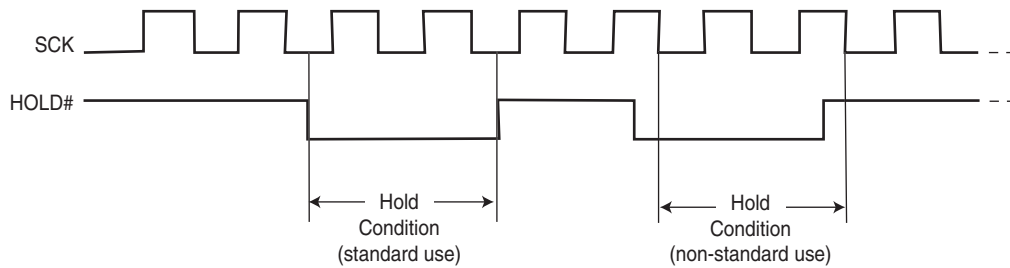 SCK
HOLD#
Hold
Condition
(standard use)
Hold
Condition
(non-standard use)